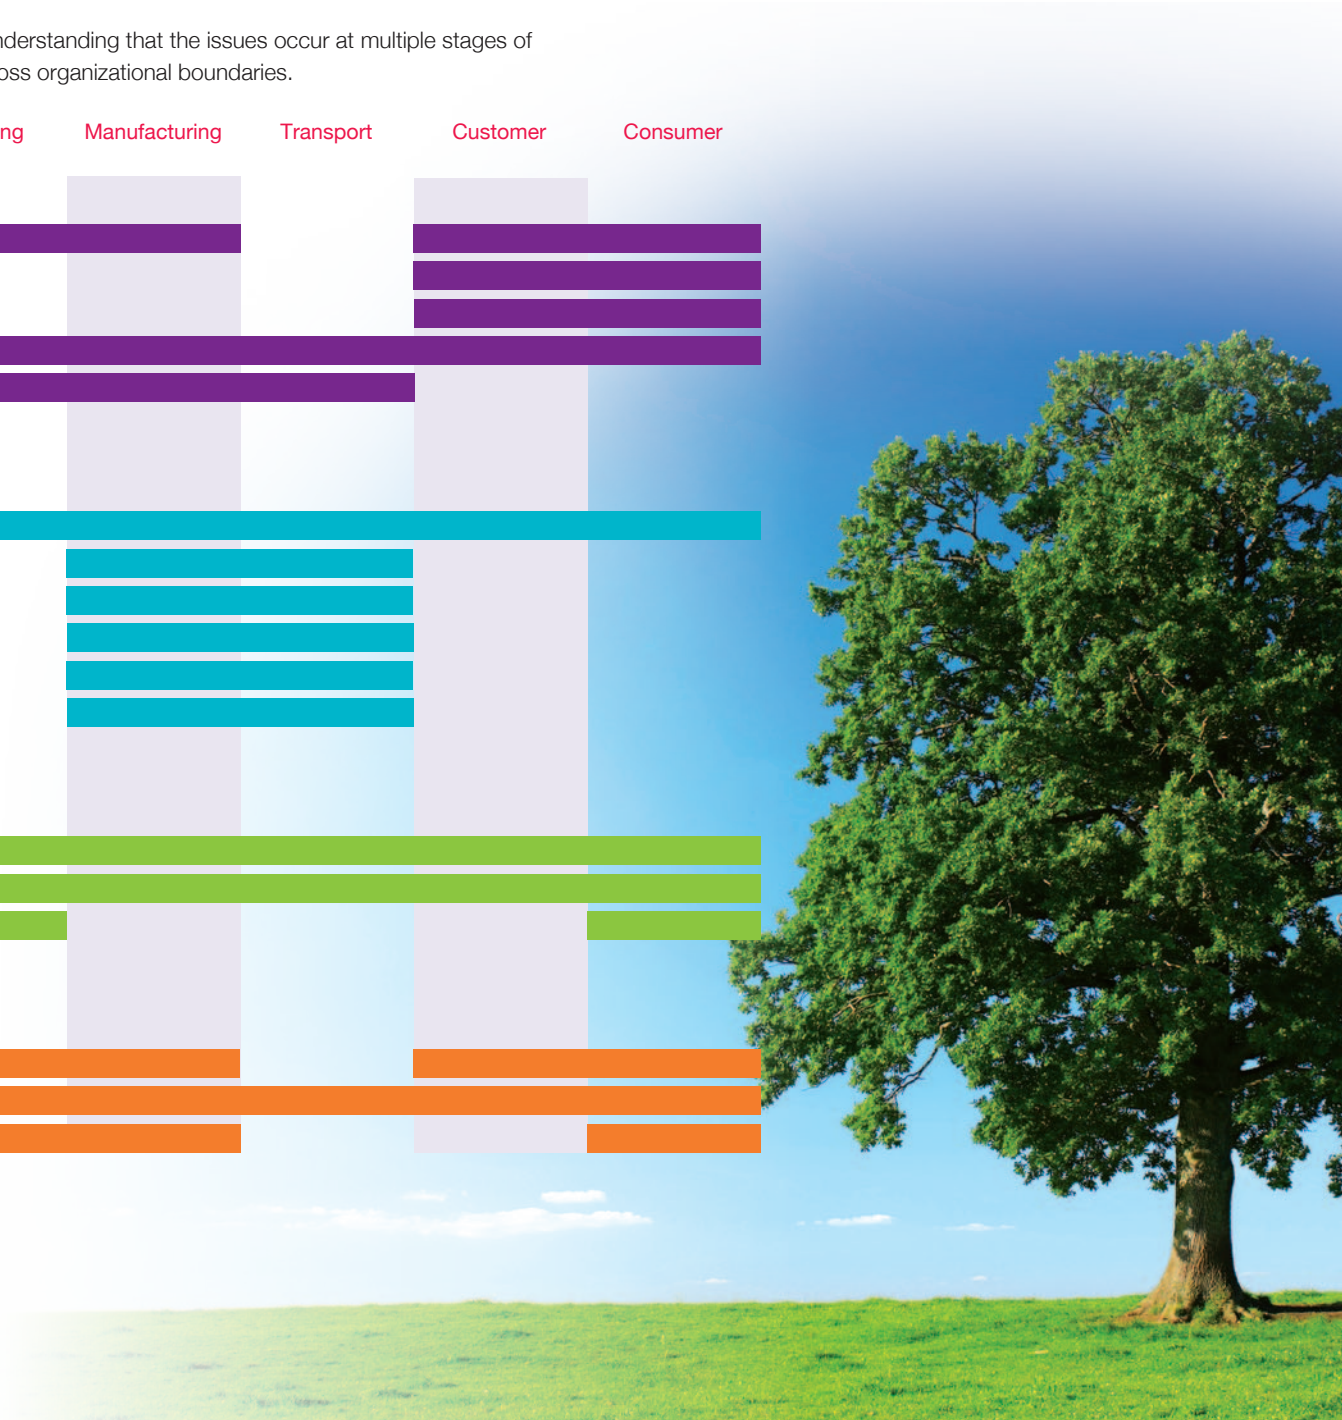 nderstanding that the issues occur at multiple stages of
oss organizational boundaries.
ng Manufacturing Transport Customer Consumer